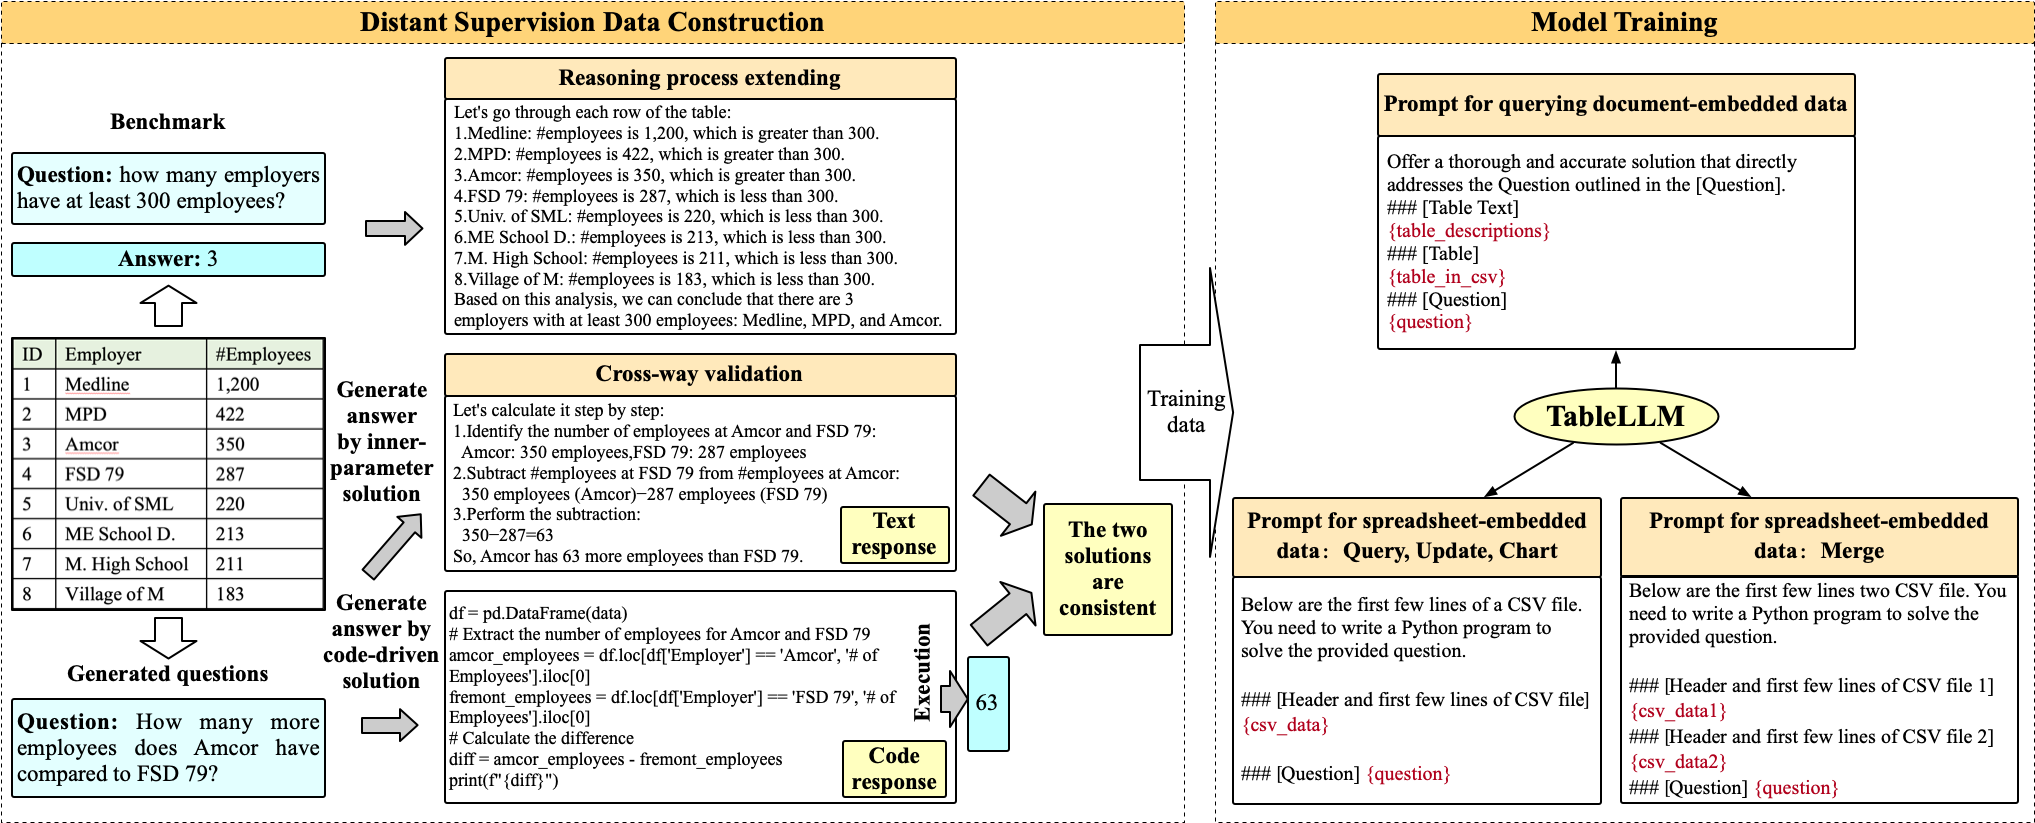 Distant Supervision Data Construction
Benchmark
Question: how many employers
have at least 300 employees?
Answer: 3
ID Employer #Employees
1 Medline 1,200
2 MPD 422
3 Amcor 350
4 FSD 79 287
5 Univ. of SML 220
6 ME School D. 213
7 M. High School 211
8 Village of M 183
Generated questions
Question: How many more
employees does Amcor have
compared to FSD 79?
Generate
answer
by inner-
parameter
solution
Generate
answer by
code-driven
solution
Reasoning process extending
Let's go through each row of the table:
1.Medline: #employees is 1,200, which is greater than 300.
2.MPD: #employees is 422, which is greater than 300.
3.Amcor: #employees is 350, which is greater than 300.
4.FSD 79: #employees is 287, which is less than 300.
5.Univ. of SML: #employees is 220, which is less than 300.
6.ME School D.: #employees is 213, which is less than 300.
7.M. High School: #employees is 211, which is less than 300.
8.Village of M: #employees is 183, which is less than 300.
Based on this analysis, we can conclude that there are 3
employers with at least 300 employees: Medline, MPD, and Amcor.
Cross-way validation
Let's calculate it step by step:
1.Identify the number of employees at Amcor and FSD 79:
Amcor: 350 employees,FSD 79: 287 employees
2.Subtract #employees at FSD 79 from #employees at Amcor:
350 employees (Amcor)−287 employees (FSD 79)
3.Perform the subtraction:
350−287=63
So, Amcor has 63 more employees than FSD 79.
Text
response
df = pd.DataFrame(data)
# Extract the number of employees for Amcor and FSD 79
amcor_employees = df.loc[df['Employer'] == 'Amcor', '# of
Employees'].iloc[0]
fremont_employees = df.loc[df['Employer'] == 'FSD 79', '# of
Employees'].iloc[0]
# Calculate the difference
diff = amcor_employees - fremont_employees
print(f"{diff}")
Code
response
Execution
63
The two
solutions
are
consistent
Training
data
Model Training
Prompt for querying document-embedded data
Offer a thorough and accurate solution that directly
addresses the Question outlined in the [Question].
### [Table Text]
{table_descriptions}
### [Table]
{table_in_csv}
### [Question]
{question}
TableLLM
Prompt for spreadsheet-embedded
data： Query, Update, Chart
Below are the first few lines of a CSV file.
You need to write a Python program to
solve the provided question.
### [Header and first few lines of CSV file]
{csv_data}
### [Question] {question}
Prompt for spreadsheet-embedded
data： Merge
Below are the first few lines two CSV file. You
need to write a Python program to solve the
provided question.
### [Header and first few lines of CSV file 1]
{csv_data1}
### [Header and first few lines of CSV file 2]
{csv_data2}
### [Question] {question}